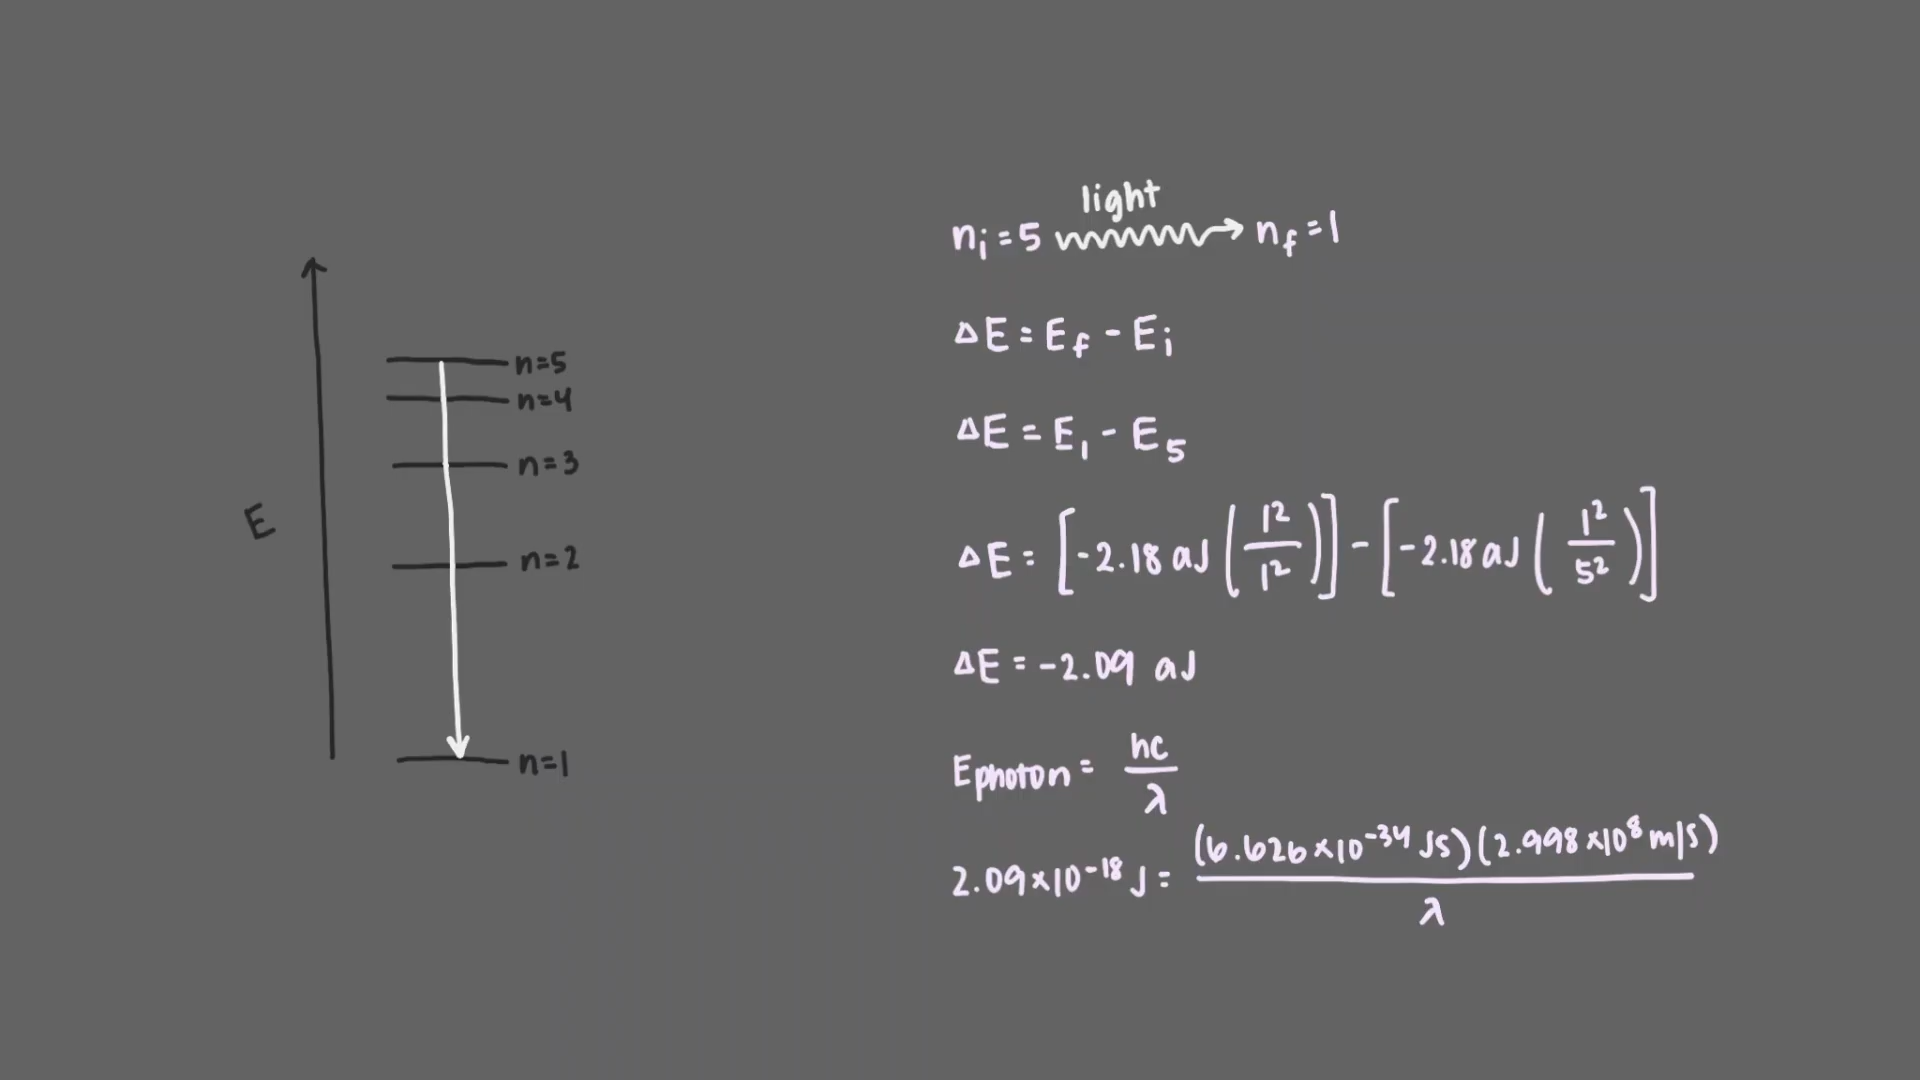 E
n=5
n=4
n=3
n=2
n=1
light
nᵢ=5 → n_f=1
ΔE = E_f - Eᵢ
ΔE = E₁ - E₅
ΔE = [-2.18 aJ (1²/1²)] - [-2.18 aJ (1²/5²)]
ΔE = -2.09 aJ
Ephoton = hc/λ
2.09×10⁻¹⁸ J = (6.626×10⁻³⁴ Js)(2.998×10⁸ m/s)/λ